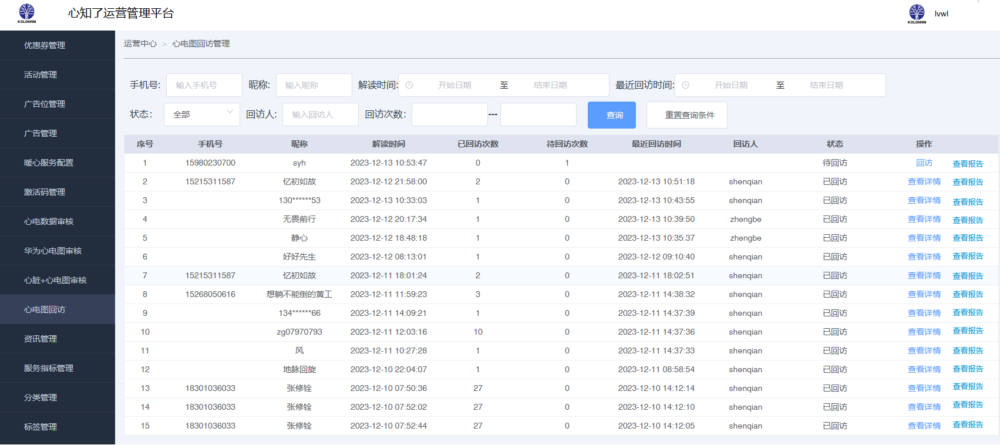 KZLOWIN
心知了运营管理平台
KZLOWIN
lvwl
优惠券管理
活动管理
广告位管理
广告管理
暖心服务配置
激活码管理
心电数据审核
华为心电图审核
心脏+心电图审核
心电图回访
资讯管理
服务指标管理
分类管理
标签管理
运营中心 > 心电图回访管理
手机号: 输入手机号 昵称: 输入昵称 解读时间: 开始日期 至 结束日期 最近回访时间: 开始日期 至 结束日期
状态: 全部 回访人: 输入回访人 回访次数: --- 查询 重置查询条件
序号 手机号 昵称 解读时间 已回访次数 待回访次数 最近回访时间 回访人 状态 操作
1 15980230700 syh 2023-12-13 10:53:47 0 1 待回访 回访 查看报告
2 15215311587 忆初如故 2023-12-12 21:58:00 2 0 2023-12-13 10:51:18 shenqian 已回访 查看详情 查看报告
3 130******53 2023-12-13 10:33:03 1 0 2023-12-13 10:43:55 shenqian 已回访 查看详情 查看报告
4 无畏前行 2023-12-12 20:17:34 1 0 2023-12-13 10:39:50 zhengbe 已回访 查看详情 查看报告
5 静心 2023-12-12 18:48:18 1 0 2023-12-13 10:35:37 zhengbe 已回访 查看详情 查看报告
6 好好先生 2023-12-12 08:13:01 1 0 2023-12-12 09:10:40 shenqian 已回访 查看详情 查看报告
7 15215311587 忆初如故 2023-12-11 18:01:24 2 0 2023-12-11 18:02:51 shenqian 已回访 查看详情 查看报告
8 15268050616 想躺不能倒的黄工 2023-12-11 11:59:23 3 0 2023-12-11 14:38:32 shenqian 已回访 查看详情 查看报告
9 134******66 2023-12-11 14:09:21 1 0 2023-12-11 14:37:39 shenqian 已回访 查看详情 查看报告
10 zg07970793 2023-12-11 12:03:16 10 0 2023-12-11 14:37:36 shenqian 已回访 查看详情 查看报告
11 风 2023-12-11 10:27:28 1 0 2023-12-11 14:37:33 shenqian 已回访 查看详情 查看报告
12 地脉回旋 2023-12-10 22:04:07 1 0 2023-12-11 08:58:54 shenqian 已回访 查看详情 查看报告
13 18301036033 张修铨 2023-12-10 07:50:36 27 0 2023-12-10 14:12:14 shenqian 已回访 查看详情 查看报告
14 18301036033 张修铨 2023-12-10 07:52:02 27 0 2023-12-10 14:12:10 shenqian 已回访 查看详情 查看报告
15 18301036033 张修铨 2023-12-10 07:52:44 27 0 2023-12-10 14:12:05 shenqian 已回访 查看详情 查看报告